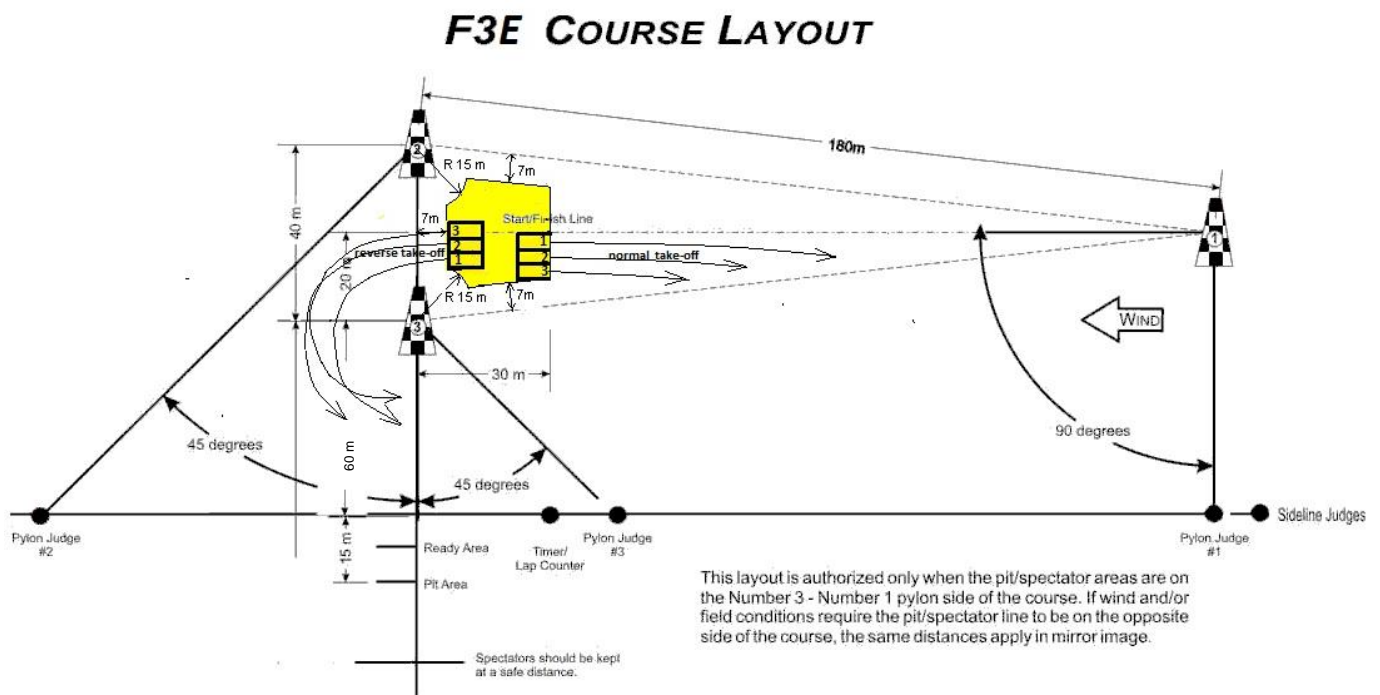 F3E COURSE LAYOUT
180m
2
R 15 m
7m
40 m
7m
Start/Finish Line
3
2
1
1
2
3
reverse take-off
normal take-off
1
20 m
R 15 m
7m
3
WIND
30 m
45 degrees
60 m
45 degrees
90 degrees
Sideline Judges
Pylon Judge
#2
Ready Area
Timer/
Lap Counter
Pylon Judge
#3
Pylon Judge
#1
15 m
Pit Area
This layout is authorized only when the pit/spectator areas are on
the Number 3 - Number 1 pylon side of the course. If wind and/or
field conditions require the pit/spectator line to be on the opposite
side of the course, the same distances apply in mirror image.
Spectators should be kept
at a safe distance.